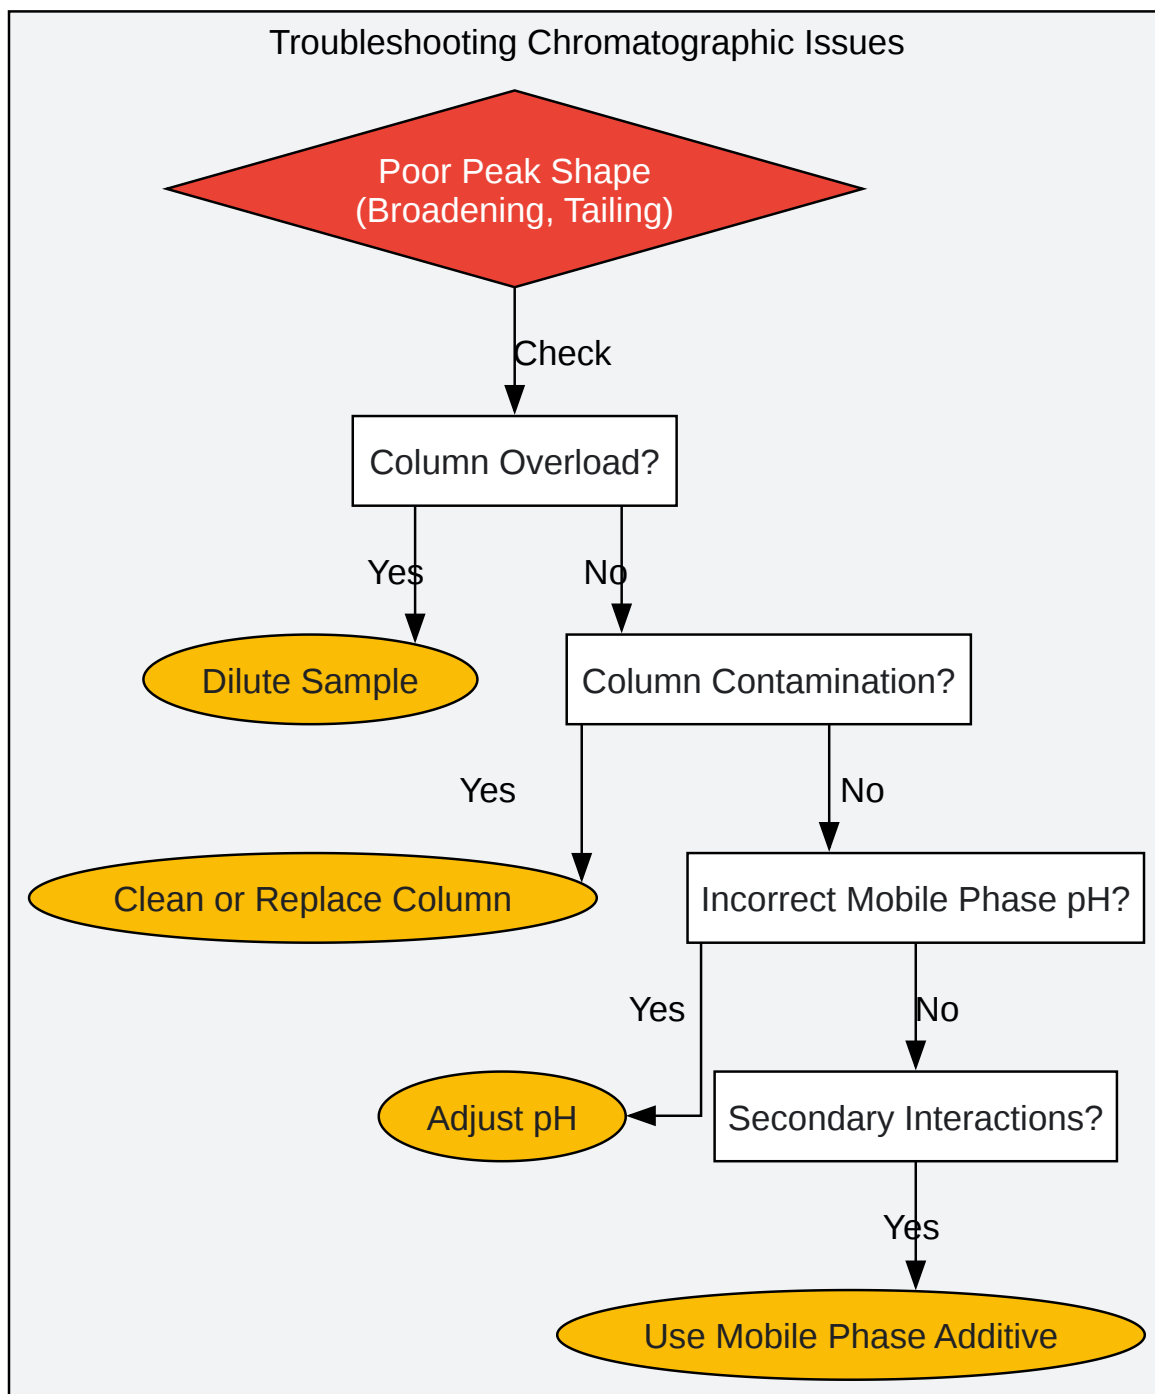 Troubleshooting Chromatographic Issues
Poor Peak Shape
(Broadening, Tailing)
Check
Column Overload?
Yes
No
Dilute Sample
Column Contamination?
Yes
No
Clean or Replace Column
Incorrect Mobile Phase pH?
Yes
No
Adjust pH
Secondary Interactions?
Yes
Use Mobile Phase Additive